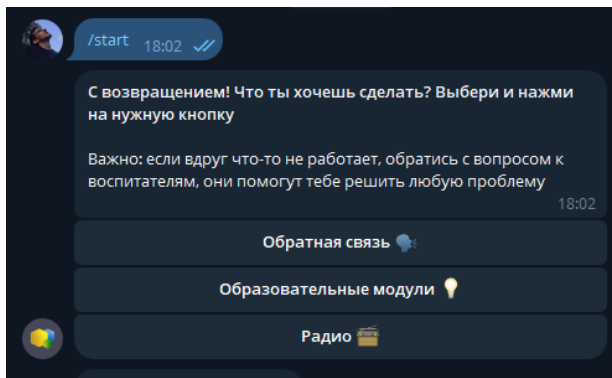 /start 18:02
С возвращением! Что ты хочешь сделать? Выбери и нажми
на нужную кнопку
Важно: если вдруг что-то не работает, обратись с вопросом к
воспитателям, они помогут тебе решить любую проблему
18:02
Обратная связь 🗣️
Образовательные модули 💡
Радио 📻